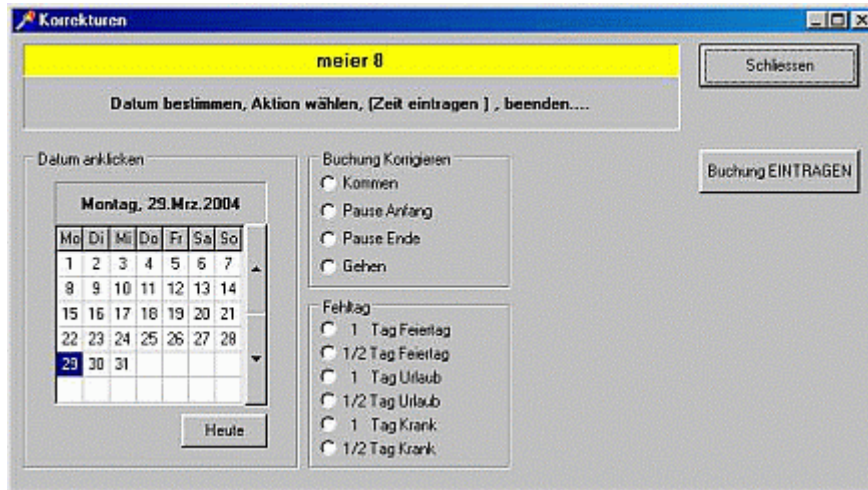 Korrekturen
meier 8
Datum bestimmen, Aktion wählen, [Zeit eintragen ] , beenden....
Schliessen
Buchung EINTRAGEN
Datum anklicken
Montag, 29.Mrz.2004
Mo Di Mi Do Fr Sa So
1 2 3 4 5 6 7
8 9 10 11 12 13 14
15 16 17 18 19 20 21
22 23 24 25 26 27 28
29 30 31
Heute
Buchung Korrigieren
Kommen
Pause Anfang
Pause Ende
Gehen
Fehltag
1 Tag Feiertag
1/2 Tag Feiertag
1 Tag Urlaub
1/2 Tag Urlaub
1 Tag Krank
1/2 Tag Krank